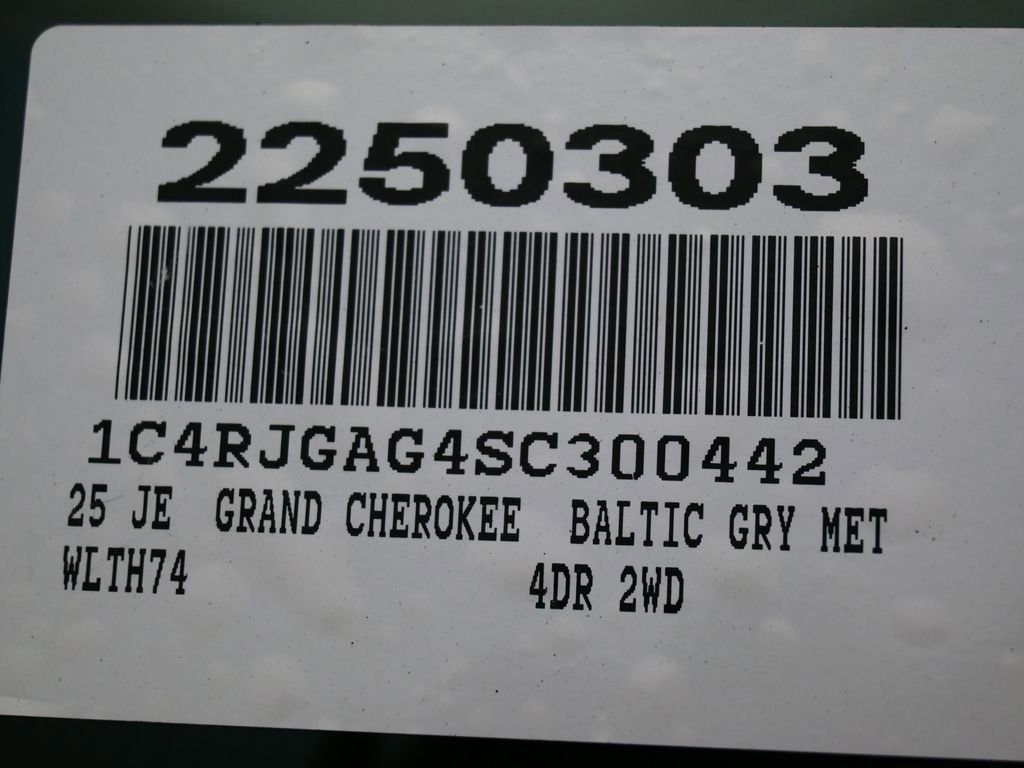 2250303
1C4RJGAG4SC300442
25 JE GRAND CHEROKEE BALTIC GRY MET
WLTH74 4DR 2WD